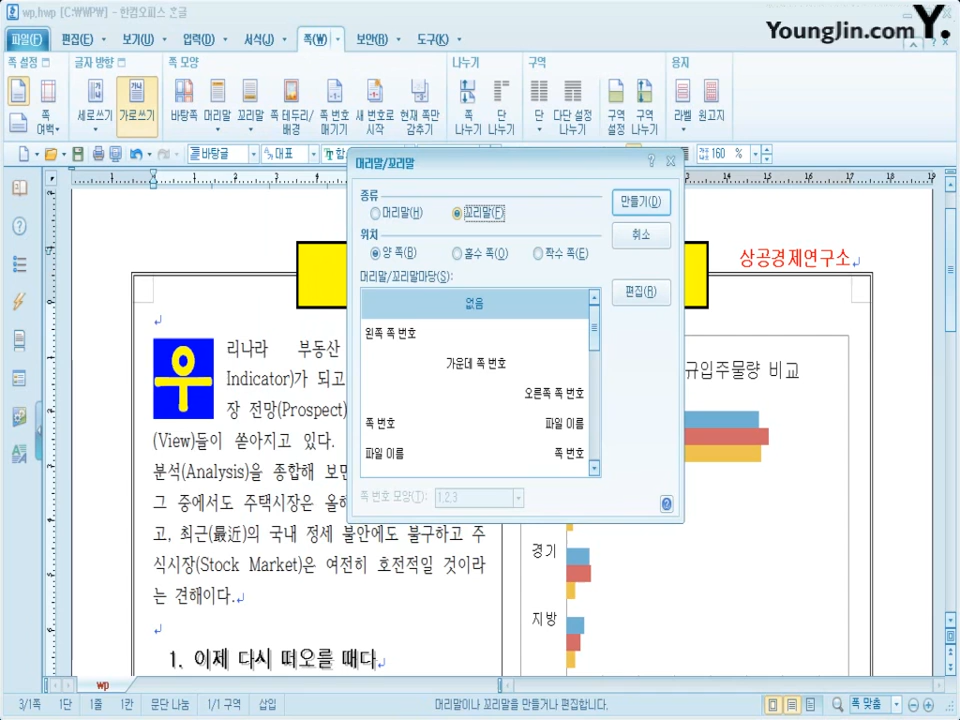 wp.hwp [C:\WPW] - 한컴오피스 한글
YoungJin.com Y.
파일(F) 편집(E) 보기(U) 입력(D) 서식(J) 쪽(W) 보안(R) 도구(K)
쪽 설정 글자 방향 쪽 모양 나누기 구역 용지
쪽 여백 세로쓰기 가로쓰기 바탕쪽 머리말 꼬리말 쪽 테두리/배경 쪽 번호 매기기 새 번호로 시작 현재 쪽만 감추기 쪽 나누기 단 나누기 단 다단 설정 나누기 구역 설정 구역 나누기 라벨 원고지
바탕글 대표 160 %
머리말/꼬리말
종류
머리말(H) 꼬리말(F)
만들기(D)
위치
취소
양 쪽(B) 홀수 쪽(O) 짝수 쪽(E)
머리말/꼬리말마당(S):
편집(R)
없음
왼쪽 쪽 번호
가운데 쪽 번호
오른쪽 쪽 번호
쪽 번호 파일 이름
파일 이름 쪽 번호
쪽 번호 모양(T): 1,2,3
상공경제연구소
우리나라 부동산
Indicator)가 되고
장 전망(Prospect)
(View)들이 쏟아지고 있다.
분석(Analysis)을 종합해 보면
그 중에서도 주택시장은 올해
고, 최근(最近)의 국내 정세 불안에도 불구하고 주
식시장(Stock Market)은 여전히 호전적일 것이라
는 견해이다.
1. 이제 다시 떠오를 때다
규입주물량 비교
경기
지방
wp
3/1쪽 1단 1줄 1칸 문단 나눔 1/1 구역 삽입 머리말이나 꼬리말을 만들거나 편집합니다. 폭 맞춤